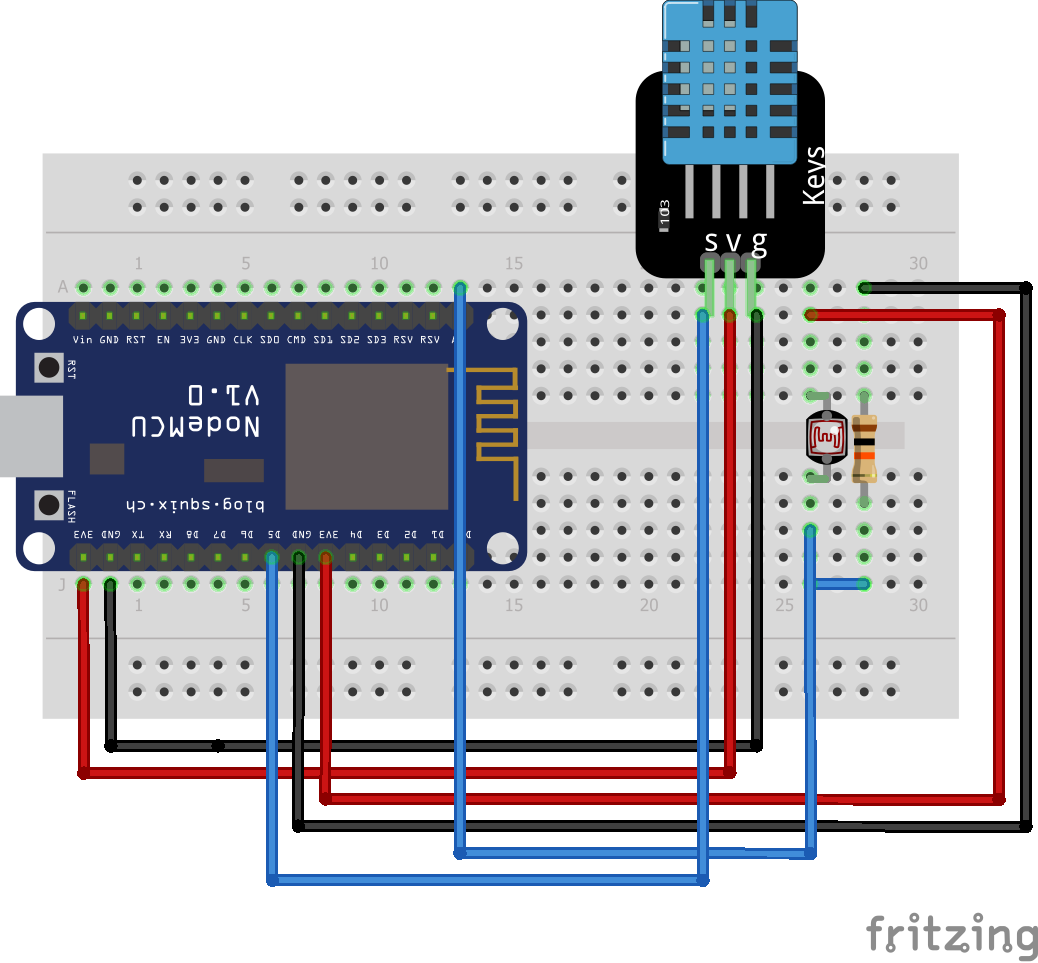 Keys
103
S V g
1 5 10 15 30
A
Vin GND RST EN 3V3 GND CLK SD0 CMD SD1 SD2 SD3 RSV RSV A
RST
V1.0
NodeMCU
blog.squix.ch
FLASH
3V3 GND TX RX D8 D7 D6 D5 GND 3V3 D4 D3 D2 D1 D
J
1 5 10 15 20 25 30
fritzing